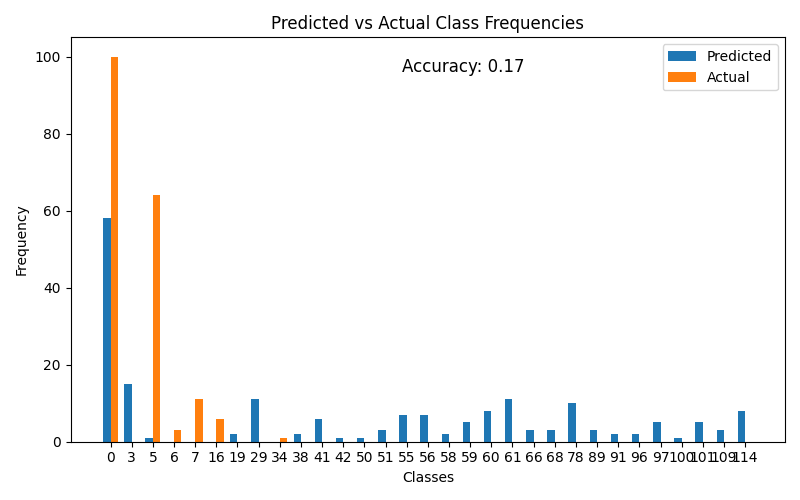 Predicted vs Actual Class Frequencies
Accuracy: 0.17
Predicted
Actual
100
80
60
40
20
0
Frequency
0 3 5 6 7 16 19 29 34 38 41 42 50 51 55 56 58 59 60 61 66 68 78 89 91 96 97 100 101 109 114
Classes